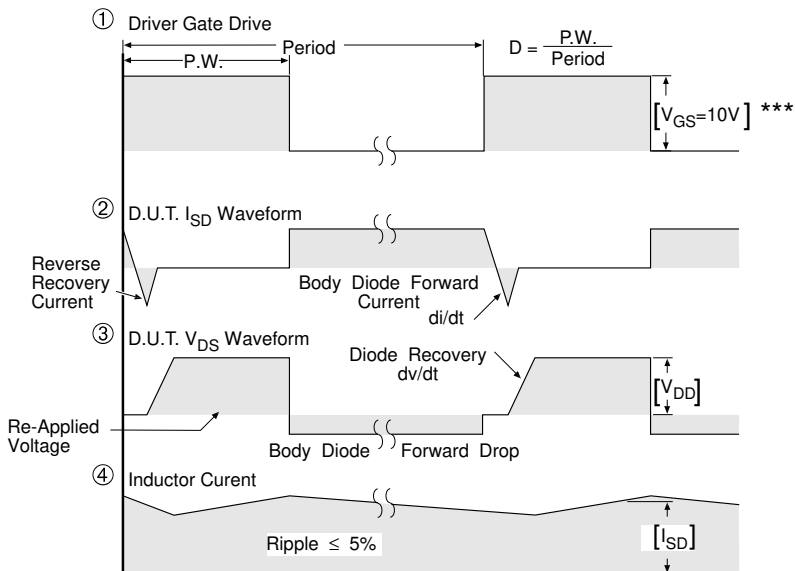 ① Driver Gate Drive
P.W.
Period
D = P.W.
Period
[VGS=10V] ***
② D.U.T. ISD Waveform
Reverse
Recovery
Current
Body Diode Forward
Current
di/dt
③ D.U.T. VDS Waveform
Diode Recovery
dv/dt
[VDD]
Re-Applied
Voltage
Body Diode Forward Drop
④ Inductor Curent
Ripple ≤ 5%
[ISD]